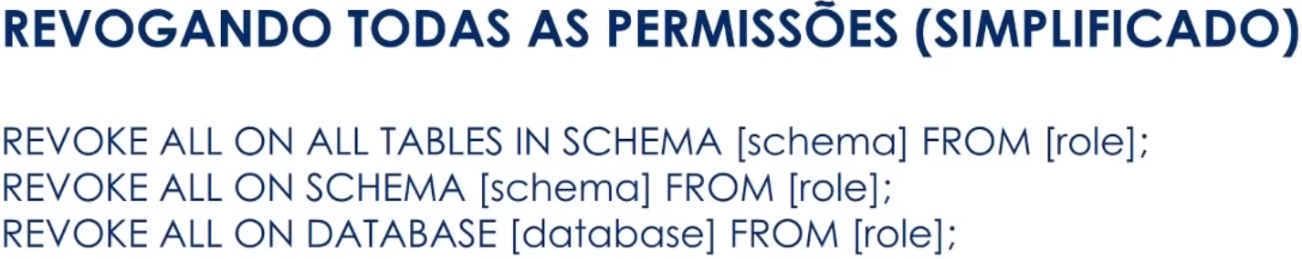 REVOGANDO TODAS AS PERMISSÕES (SIMPLIFICADO)
REVOKE ALL ON ALL TABLES IN SCHEMA [schema] FROM [role];
REVOKE ALL ON SCHEMA [schema] FROM [role];
REVOKE ALL ON DATABASE [database] FROM [role];